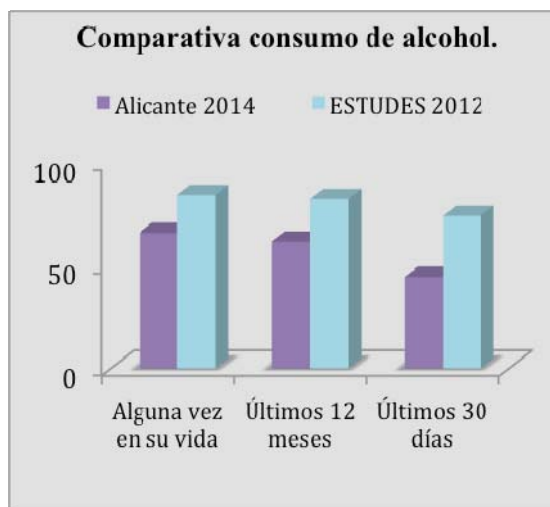 Comparativa consumo de alcohol.
Alicante 2014 ESTUDES 2012
100
50
0
Alguna vez Últimos 12 Últimos 30
en su vida meses días